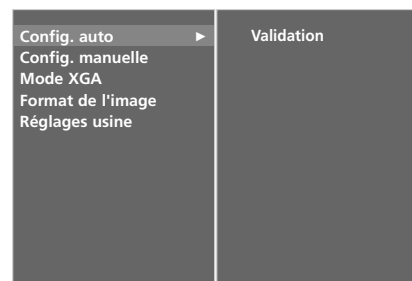 Config. auto ► Validation
Config. manuelle
Mode XGA
Format de l'image
Réglages usine